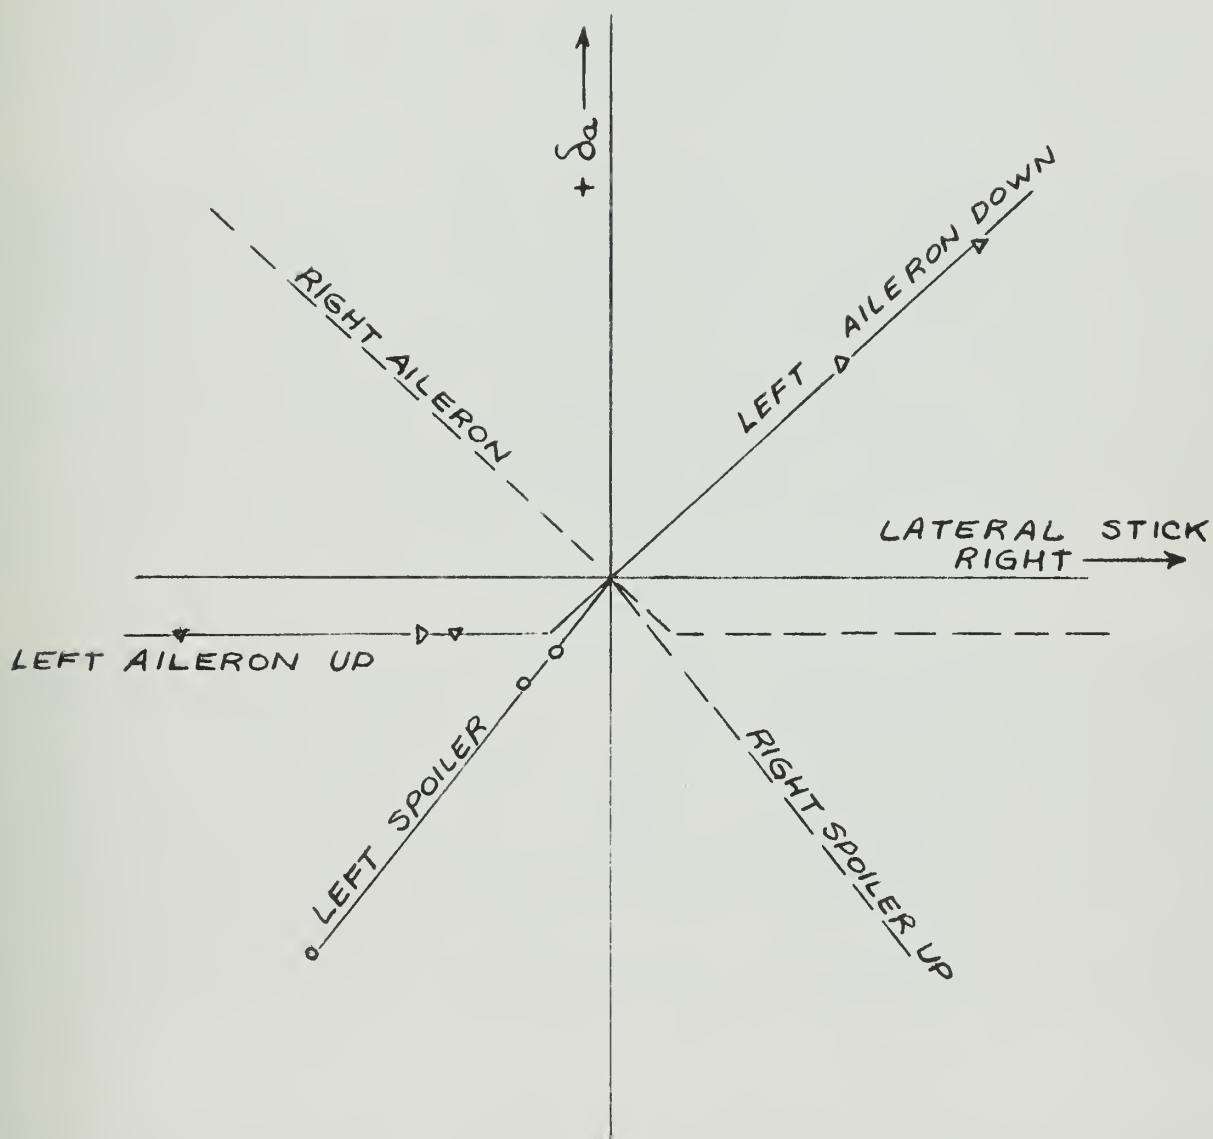 + δa
LEFT AILERON DOWN
RIGHT AILERON
LATERAL STICK
RIGHT
LEFT AILERON UP
LEFT SPOILER
RIGHT SPOILER UP